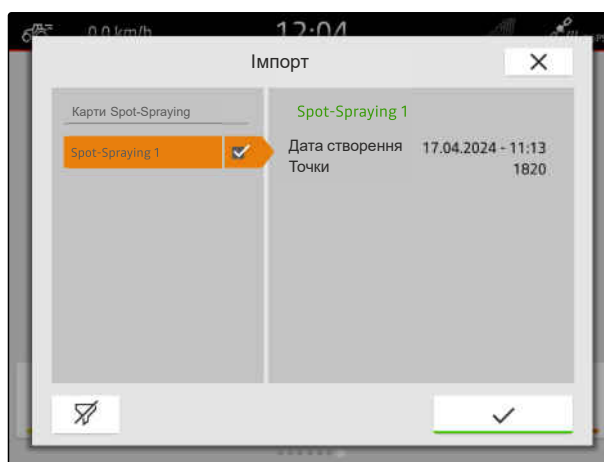 0.0 km/h 12:04
Імпорт
Карти Spot-Spraying
Spot-Spraying 1
Spot-Spraying 1
Дата створення 17.04.2024 - 11:13
Точки 1820